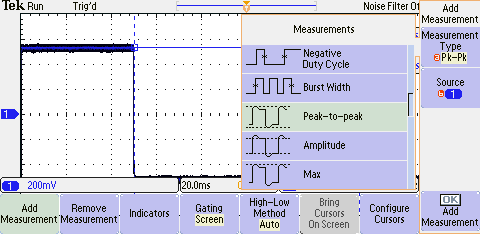 Tek Run Trig'd Noise Filter Of
Add
Measurement
Measurements
Measurement
Type
a Pk-Pk
Negative
Duty Cycle
Burst Width
Source
b 1
Peak-to-peak
1
Amplitude
Max
1 200mV 20.0ms
OK
Add
Measurement
Add
Measurement
Remove
Measurement
Indicators
Gating
Screen
High-Low
Method
Auto
Bring
Cursors
On Screen
Configure
Cursors